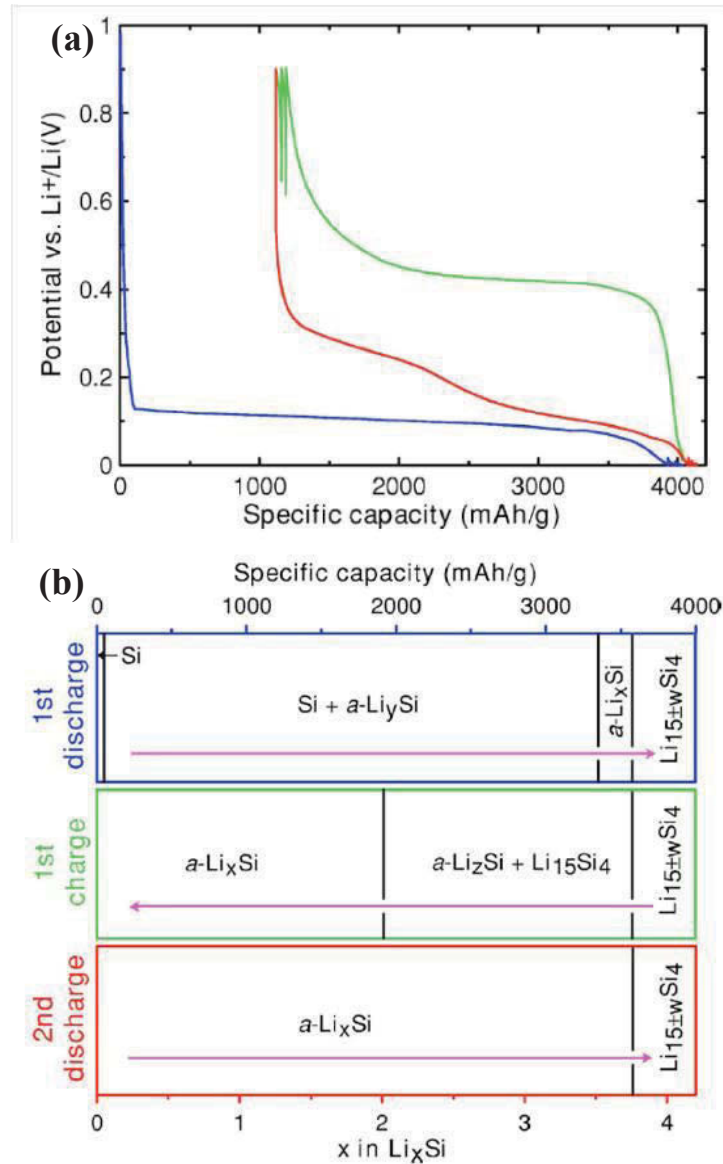 (a)
1
0.8
0.6
0.4
0.2
0
Potential vs. Li+/Li(V)
0 1000 2000 3000 4000
Specific capacity (mAh/g)
(b)
Specific capacity (mAh/g)
0 1000 2000 3000 4000
1st discharge
Si
Si + a-LiySi
a-LixSi
Li15±wSi4
1st charge
a-LixSi
a-LizSi + Li15Si4
Li15±wSi4
2nd discharge
a-LixSi
Li15±wSi4
0 1 2 3 4
x in LixSi